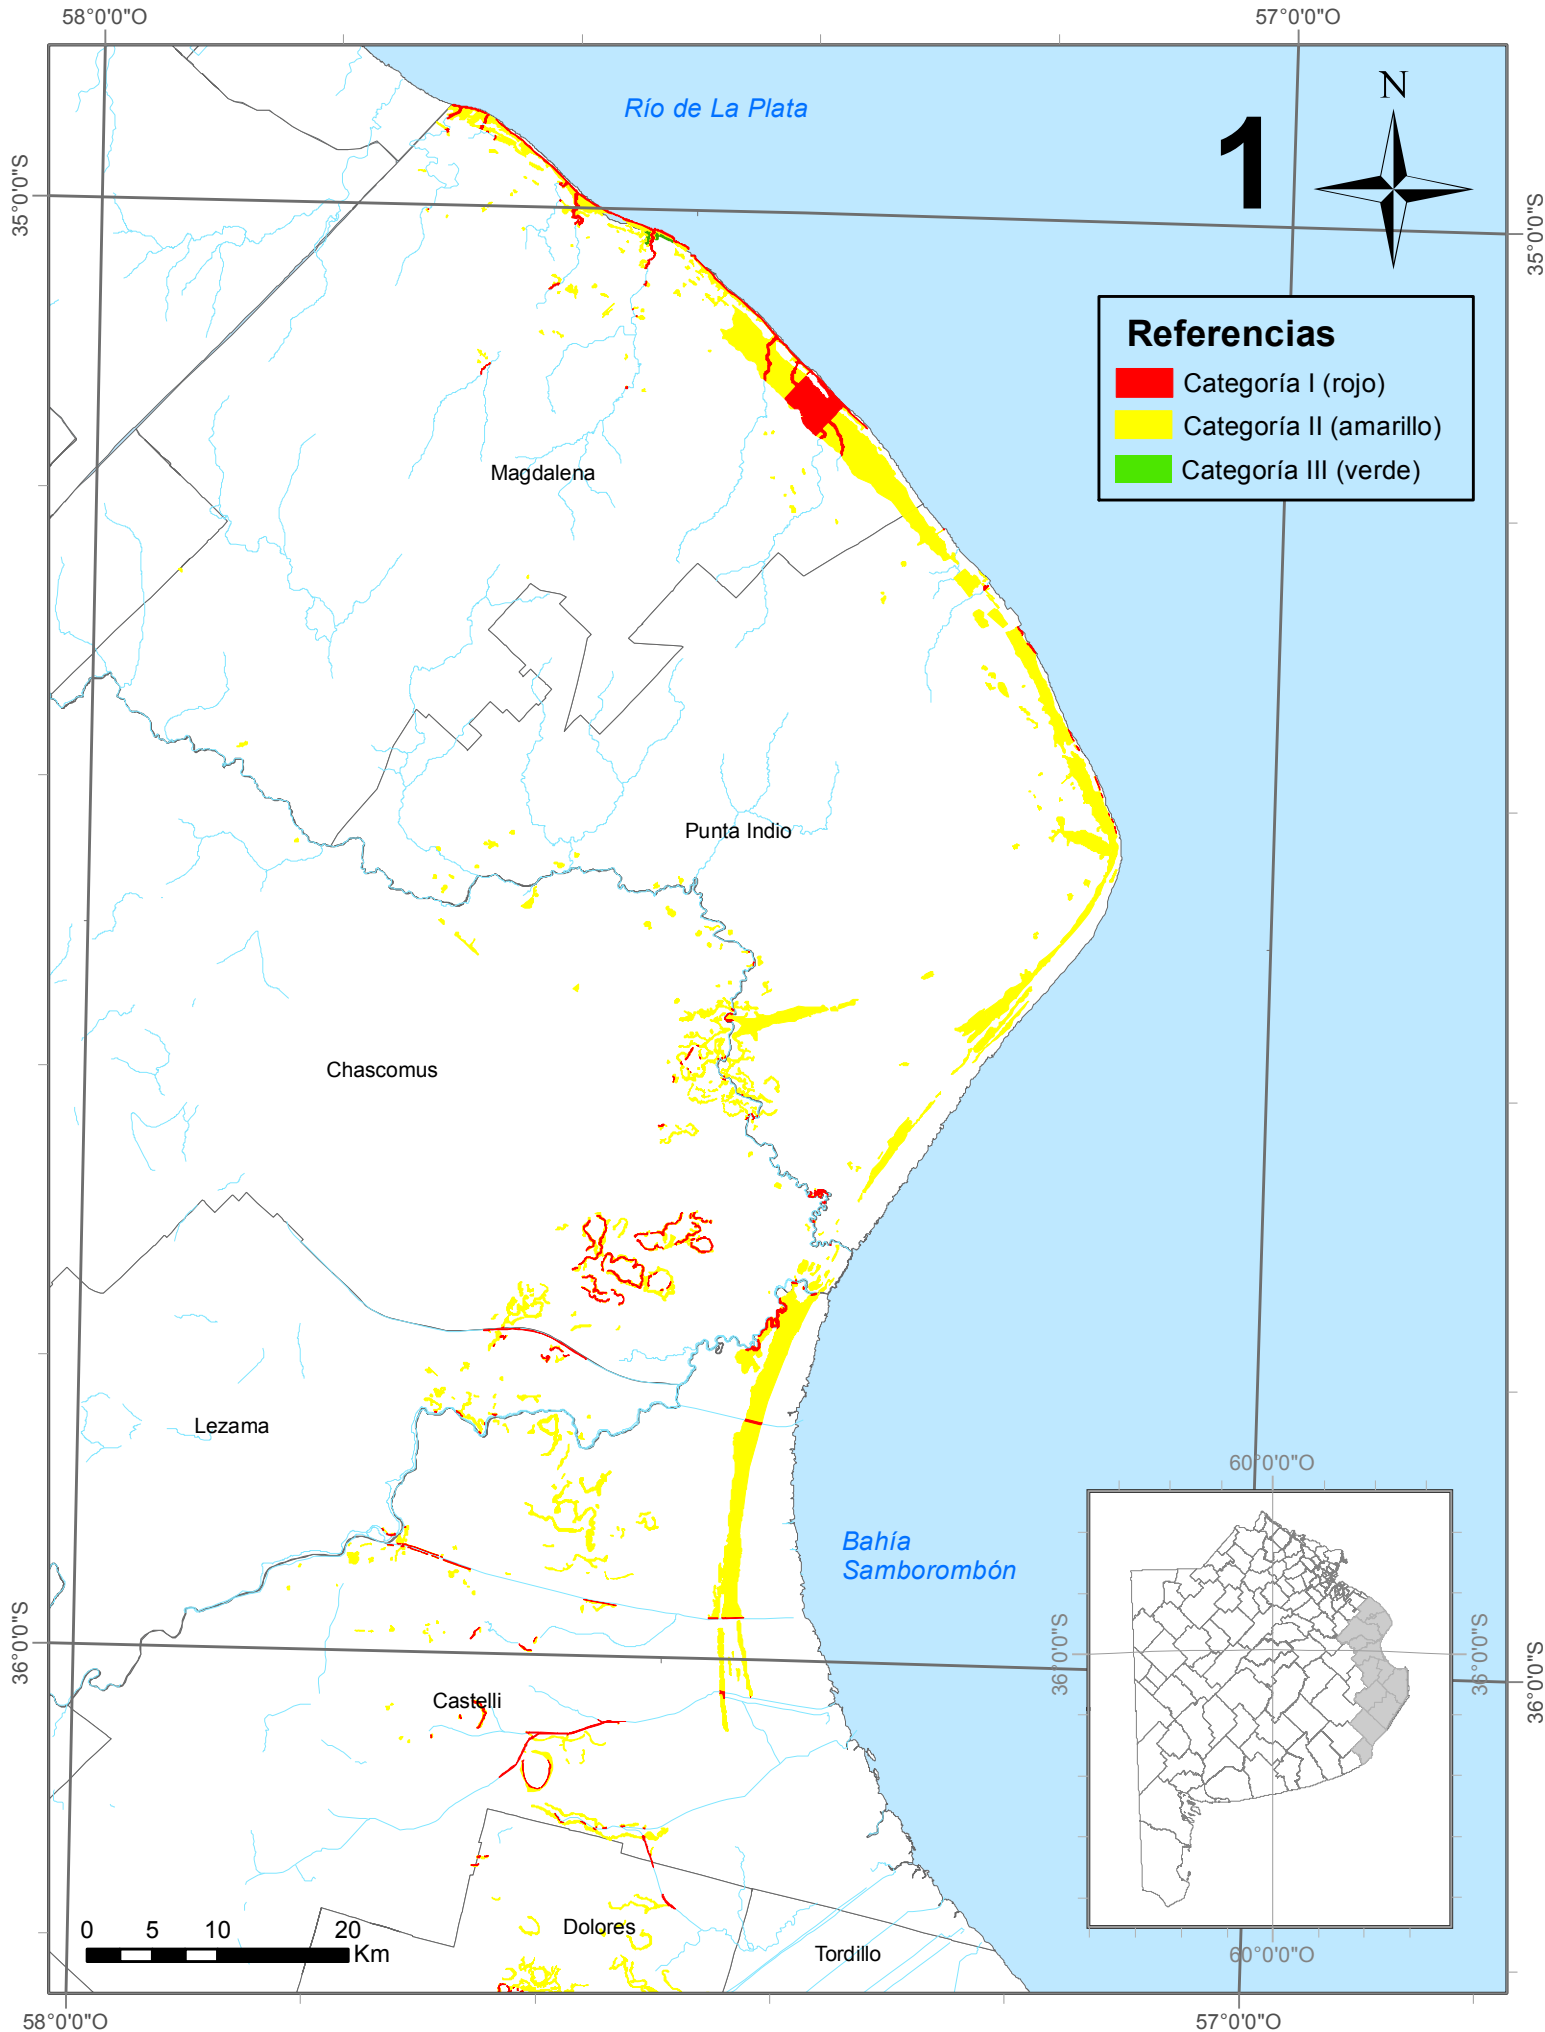 58°0'0"O
57°0'0"O
Río de La Plata
1
N
35°0'0"S
35°0'0"S
Referencias
Categoría I (rojo)
Categoría II (amarillo)
Categoría III (verde)
Magdalena
Punta Indio
Chascomus
Lezama
60°0'0"O
Bahía
Samborombón
36°0'0"S
36°0'0"S
36°0'0"S
36°0'0"S
Castelli
Dolores
Tordillo
0 5 10 20
Km
60°0'0"O
58°0'0"O
57°0'0"O